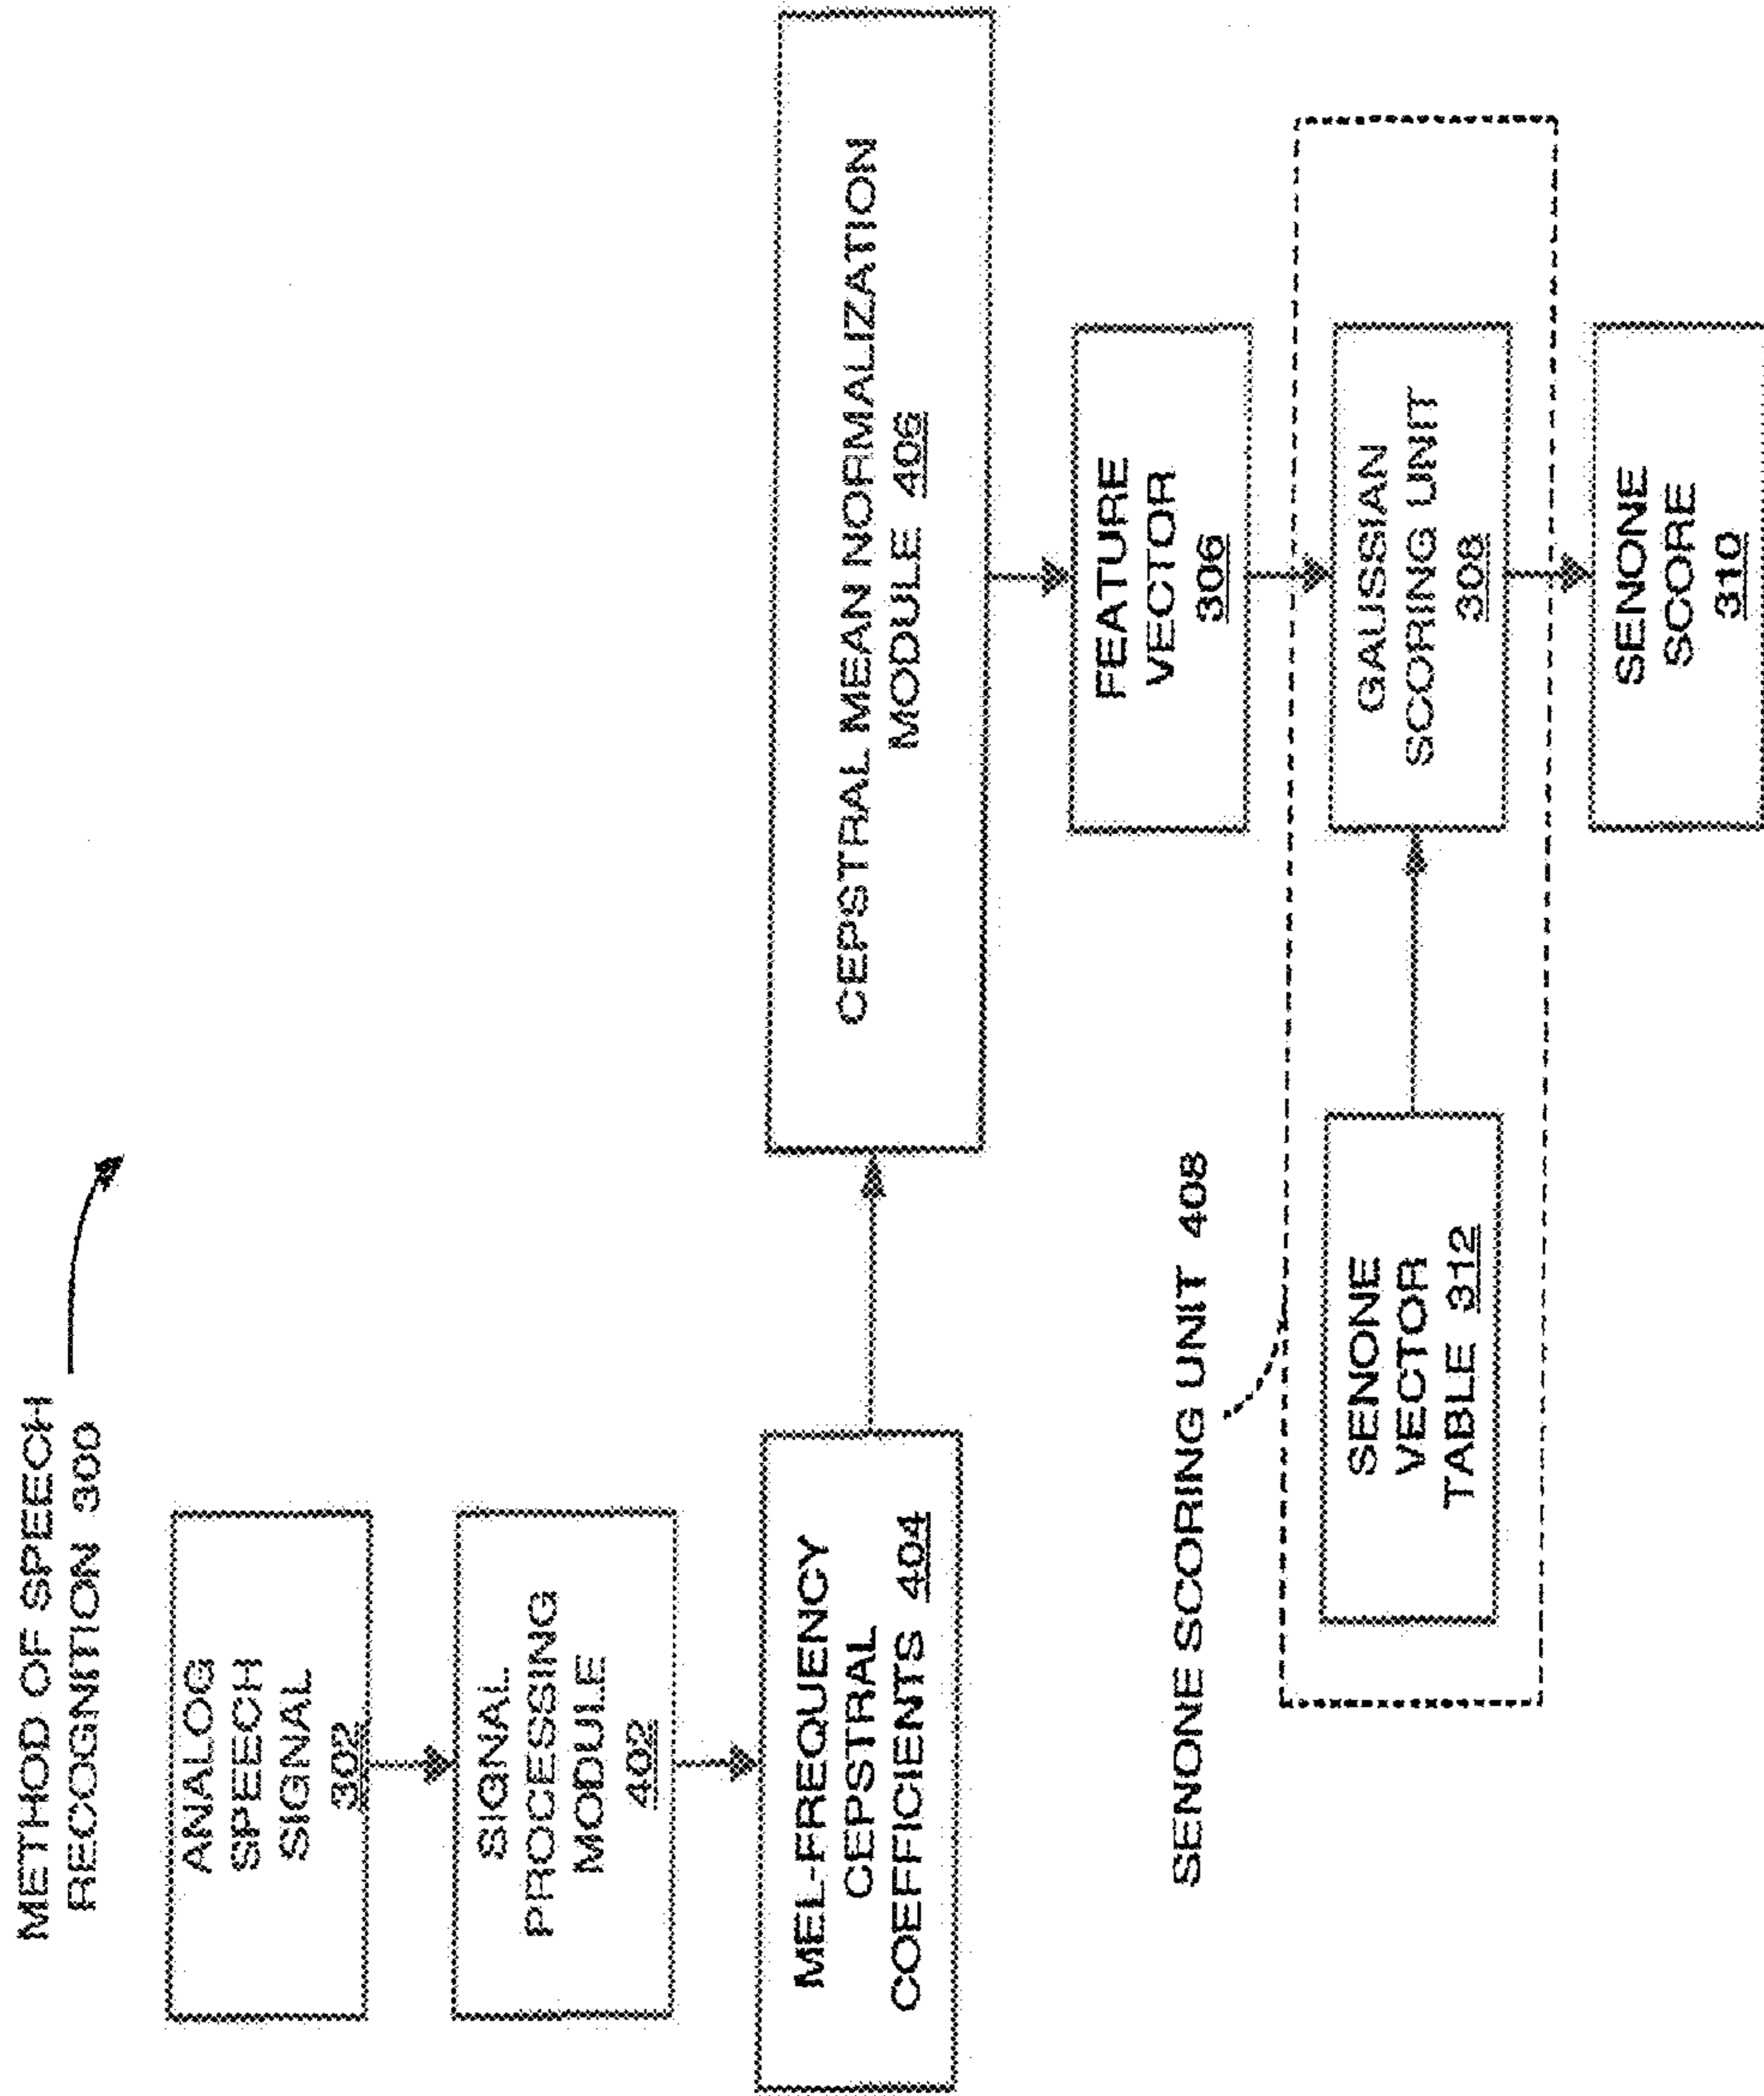 METHOD OF SPEECH
RECOGNITION 300
ANALOG
SPEECH
SIGNAL
302
SIGNAL
PROCESSING
MODULE
402
MEL-FREQUENCY
CEPSTRAL
COEFFICIENTS 404
CEPSTRAL MEAN NORMALIZATION
MODULE 406
FEATURE
VECTOR
306
SENONE SCORING UNIT 408
SENONE
VECTOR
TABLE 312
GAUSSIAN
SCORING UNIT
308
SENONE
SCORE
310